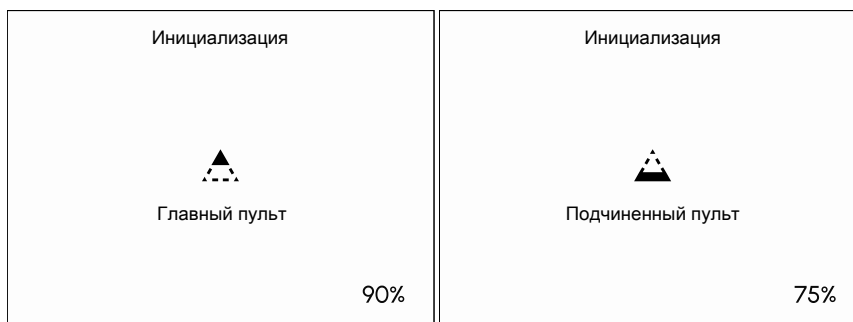 Инициализация
Главный пульт
90%
Инициализация
Подчиненный пульт
75%